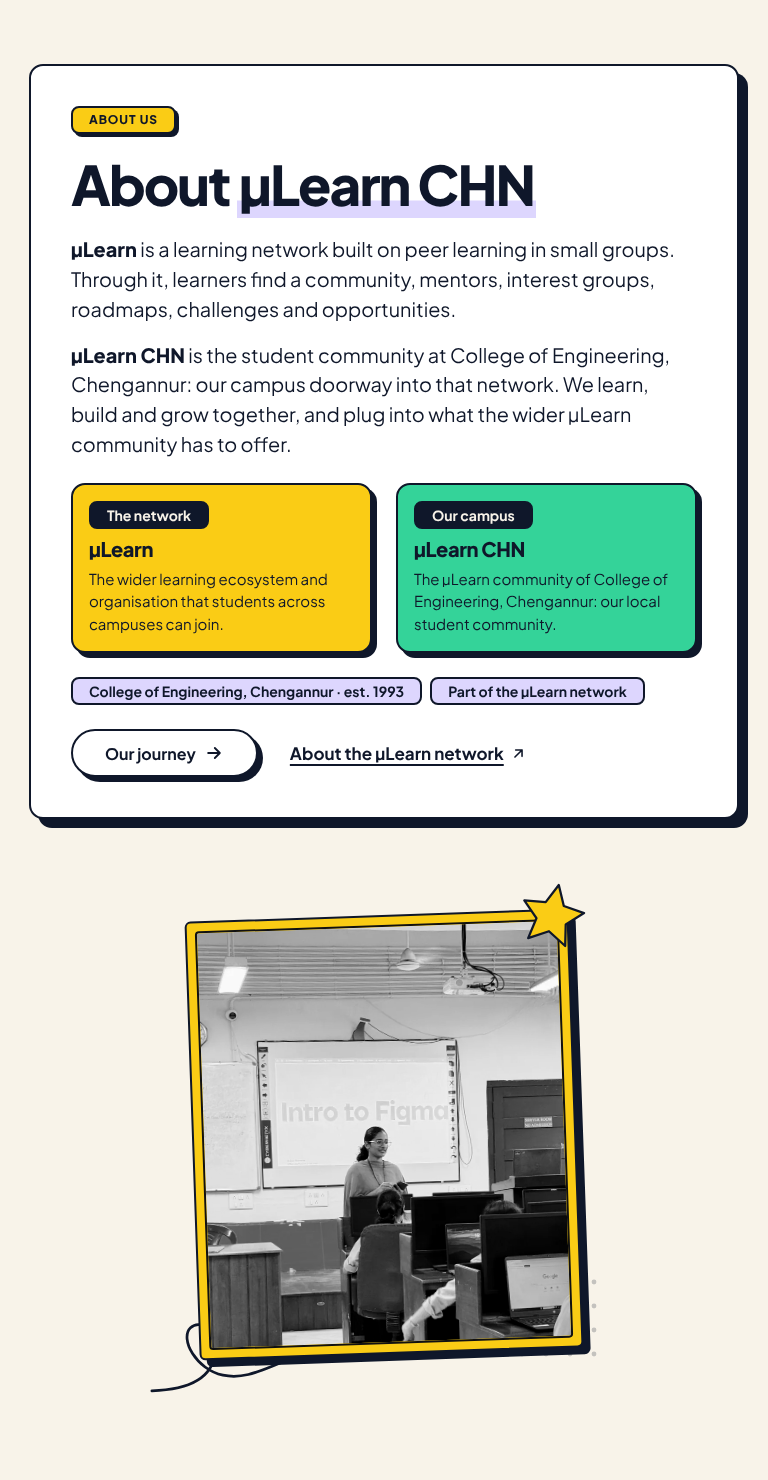 ABOUT US
About µLearn CHN
µLearn is a learning network built on peer learning in small groups.
Through it, learners find a community, mentors, interest groups,
roadmaps, challenges and opportunities.
µLearn CHN is the student community at College of Engineering,
Chengannur: our campus doorway into that network. We learn,
build and grow together, and plug into what the wider µLearn
community has to offer.
The network
µLearn
The wider learning ecosystem and
organisation that students across
campuses can join.
Our campus
µLearn CHN
The µLearn community of College of
Engineering, Chengannur: our local
student community.
College of Engineering, Chengannur · est. 1993
Part of the µLearn network
Our journey →
About the µLearn network ↗
Intro to Figma
Google